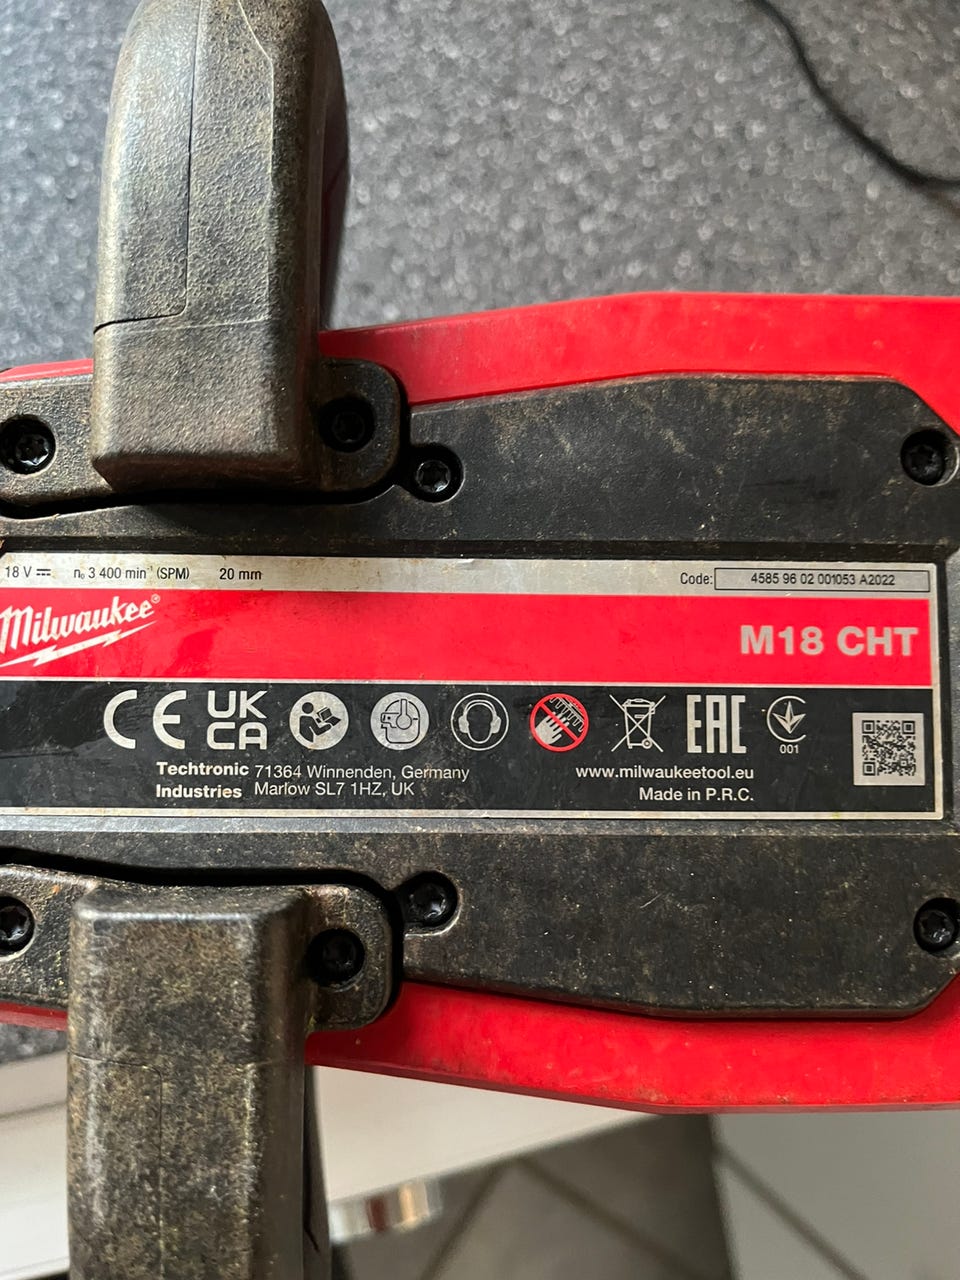 18 V ⎓ n₀ 3 400 min⁻¹ (SPM) 20 mm Code: 4585 96 02 001053 A2022
Milwaukee®
M18 CHT
CE UK CA EAC 001
Techtronic 71364 Winnenden, Germany www.milwaukeetool.eu
Industries Marlow SL7 1HZ, UK Made in P.R.C.